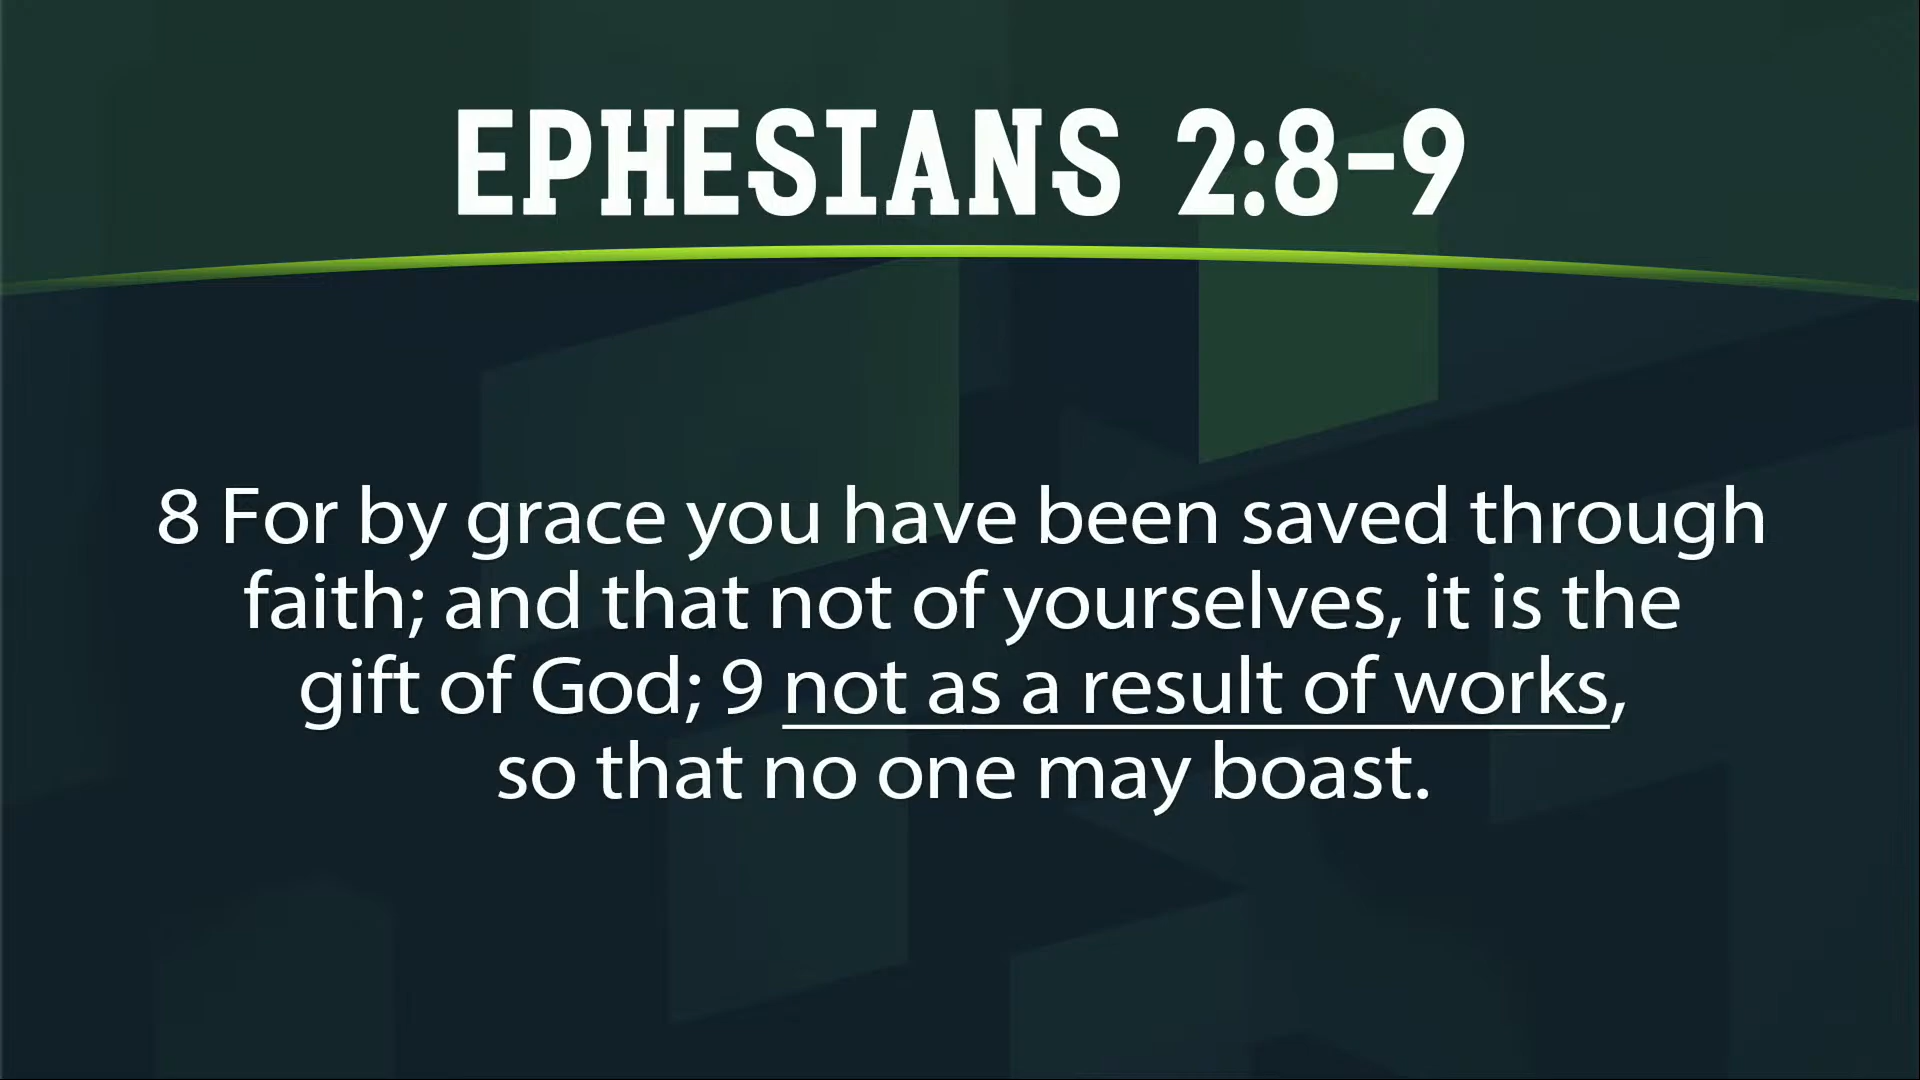 EPHESIANS 2:8-9
8 For by grace you have been saved through
faith; and that not of yourselves, it is the
gift of God; 9 not as a result of works,
so that no one may boast.